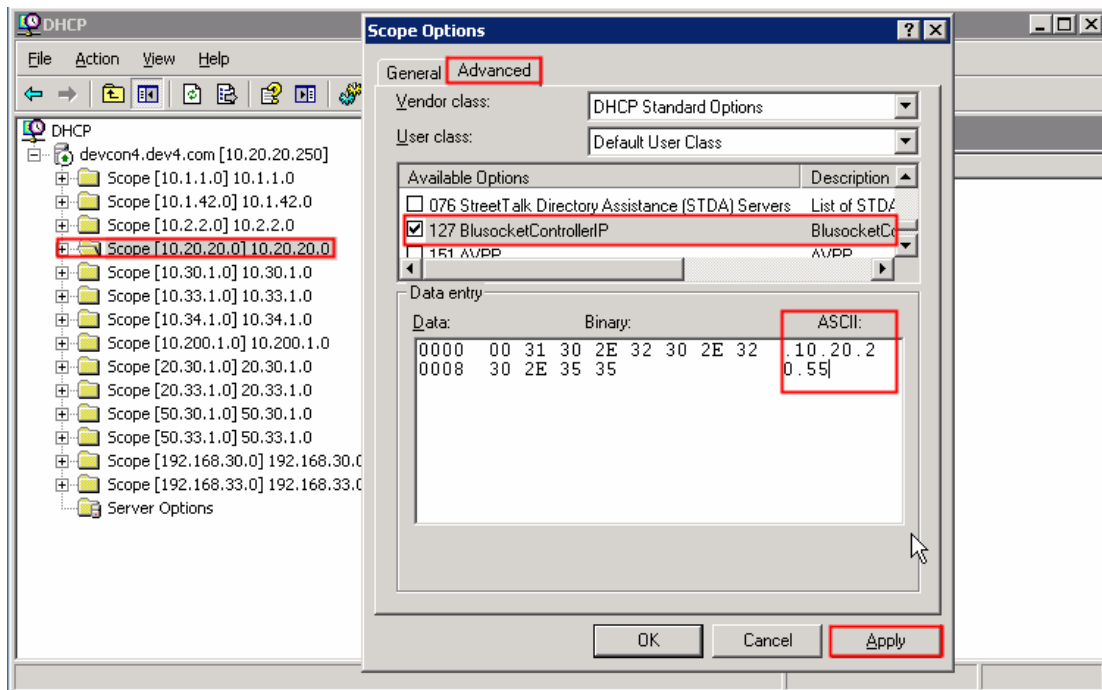 DHCP
File Action View Help
DHCP
devcon4.dev4.com [10.20.20.250]
Scope [10.1.1.0] 10.1.1.0
Scope [10.1.42.0] 10.1.42.0
Scope [10.2.2.0] 10.2.2.0
Scope [10.20.20.0] 10.20.20.0
Scope [10.30.1.0] 10.30.1.0
Scope [10.33.1.0] 10.33.1.0
Scope [10.34.1.0] 10.34.1.0
Scope [10.200.1.0] 10.200.1.0
Scope [20.30.1.0] 20.30.1.0
Scope [20.33.1.0] 20.33.1.0
Scope [50.30.1.0] 50.30.1.0
Scope [50.33.1.0] 50.33.1.0
Scope [192.168.30.0] 192.168.30.0
Scope [192.168.33.0] 192.168.33.0
Server Options
Scope Options
General Advanced
Vendor class: DHCP Standard Options
User class: Default User Class
Available Options Description
076 StreetTalk Directory Assistance (STDA) Servers List of STDA
127 BlusocketControllerIP BlusocketCo
151 AVPP AVPP
Data entry
Data: Binary: ASCII:
0000 00 31 30 2E 32 30 2E 32 .10.20.2
0008 30 2E 35 35 0.55
OK Cancel Apply